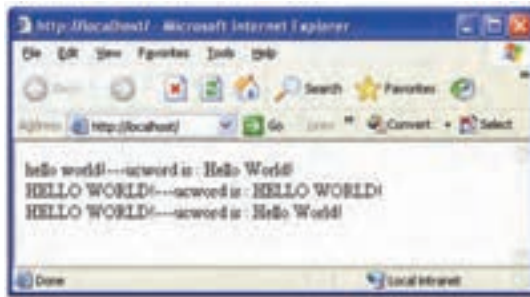 http://localhost/ - Microsoft Internet Explorer
File Edit View Favorites Tools Help
Search Favorites
Address http://localhost/ Go Links » Convert Select
hello world!---ucword is : Hello World!
HELLO WORLD!---ucword is : HELLO WORLD!
HELLO WORLD!---ucword is : Hello World!
Done Local intranet